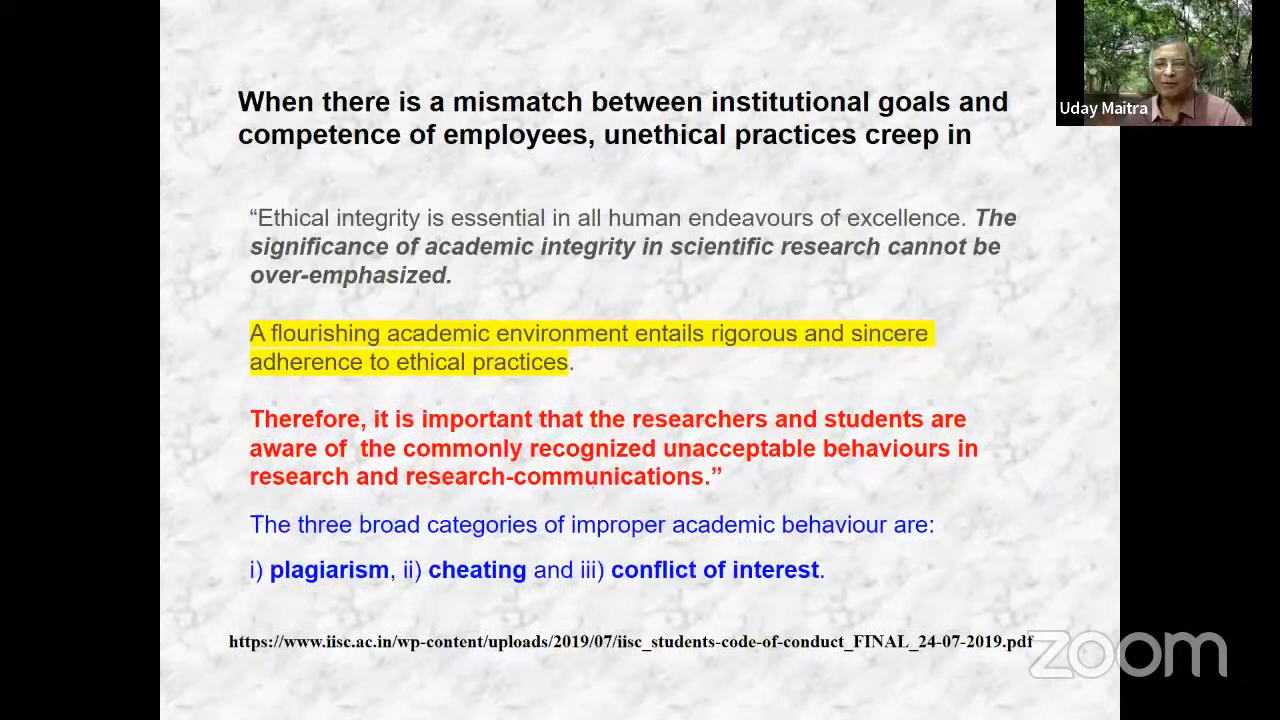 When there is a mismatch between institutional goals and
competence of employees, unethical practices creep in
Uday Maitra
“Ethical integrity is essential in all human endeavours of excellence. The
significance of academic integrity in scientific research cannot be
over-emphasized.
A flourishing academic environment entails rigorous and sincere
adherence to ethical practices.
Therefore, it is important that the researchers and students are
aware of the commonly recognized unacceptable behaviours in
research and research-communications.”
The three broad categories of improper academic behaviour are:
i) plagiarism, ii) cheating and iii) conflict of interest.
https://www.iisc.ac.in/wp-content/uploads/2019/07/iisc_students-code-of-conduct_FINAL_24-07-2019.pdf
zoom